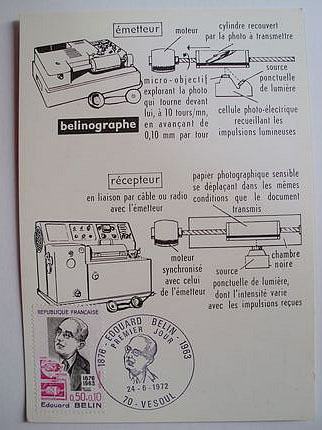 émetteur
moteur
cylindre recouvert
par la photo à transmettre
micro-objectif
explorant la photo
qui tourne devant
lui, à 10 tours/mn,
en avançant de
0,10 mm par tour
source
ponctuelle
de lumière
cellule photo-électrique
recueillant les
impulsions lumineuses
belinographe
récepteur
en liaison par câble ou radio
avec l'émetteur
papier photographique sensible
se déplaçant dans les mêmes
conditions que le document
transmis
moteur
synchronisé
avec celui
de l'émetteur
chambre
noire
source
ponctuelle de lumière,
dont l'intensité varie
avec les impulsions reçues
REPUBLIQUE FRANÇAISE
1876
1963
0,50+0,10
Edouard BELIN
1876 - EDOUARD BELIN - 1963
PREMIER JOUR
24-6-1972
70 - VESOUL